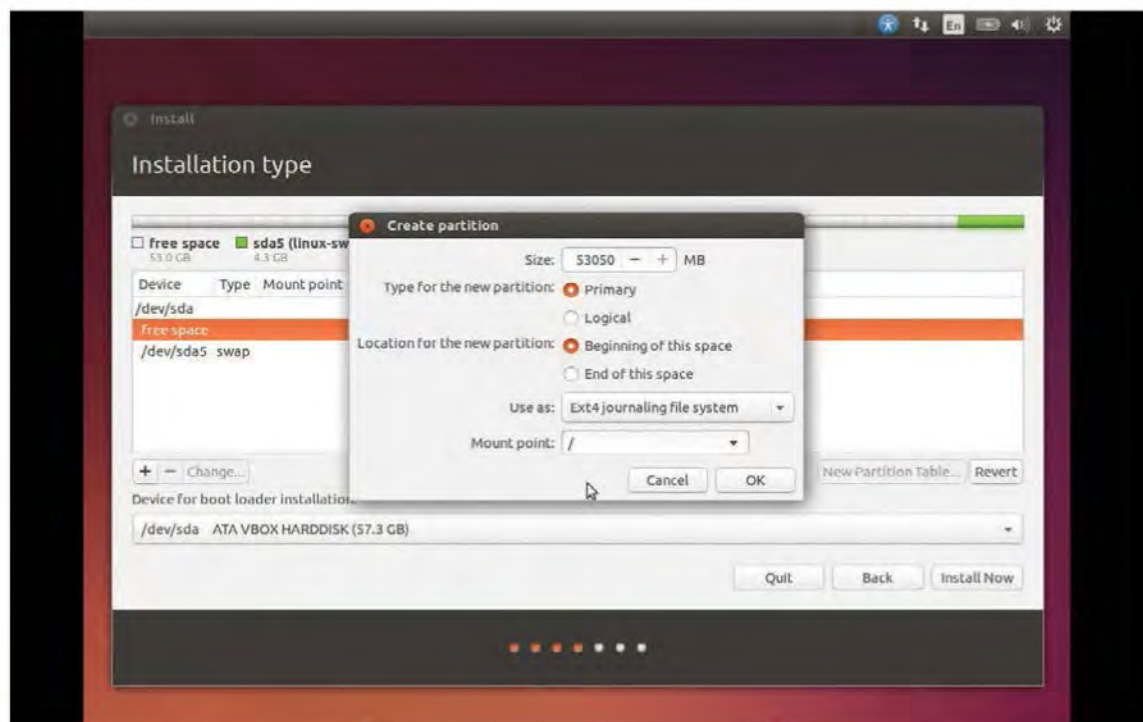 En
Install
Installation type
free space
53.0 GB
sda5 (linux-sw
4.3 GB
Device Type Mount point
/dev/sda
free space
/dev/sda5 swap
+ − Change...
New Partition Table... Revert
Device for boot loader installation:
/dev/sda ATA VBOX HARDDISK (57.3 GB)
Quit Back Install Now
Create partition
Size: 53050 − + MB
Type for the new partition: Primary
Logical
Location for the new partition: Beginning of this space
End of this space
Use as: Ext4 journaling file system
Mount point: /
Cancel OK